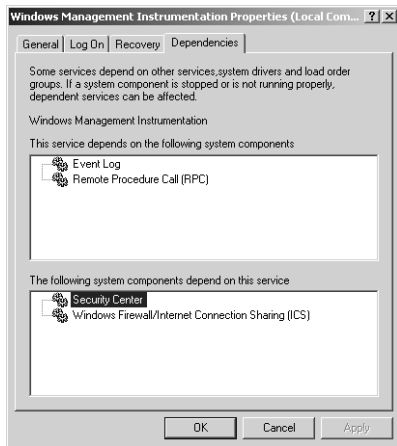 Windows Management Instrumentation Properties (Local Com...
General Log On Recovery Dependencies
Some services depend on other services,system drivers and load order
groups. If a system component is stopped or is not running properly,
dependent services can be affected.
Windows Management Instrumentation
This service depends on the following system components
Event Log
Remote Procedure Call (RPC)
The following system components depend on this service
Security Center
Windows Firewall/Internet Connection Sharing (ICS)
OK Cancel Apply